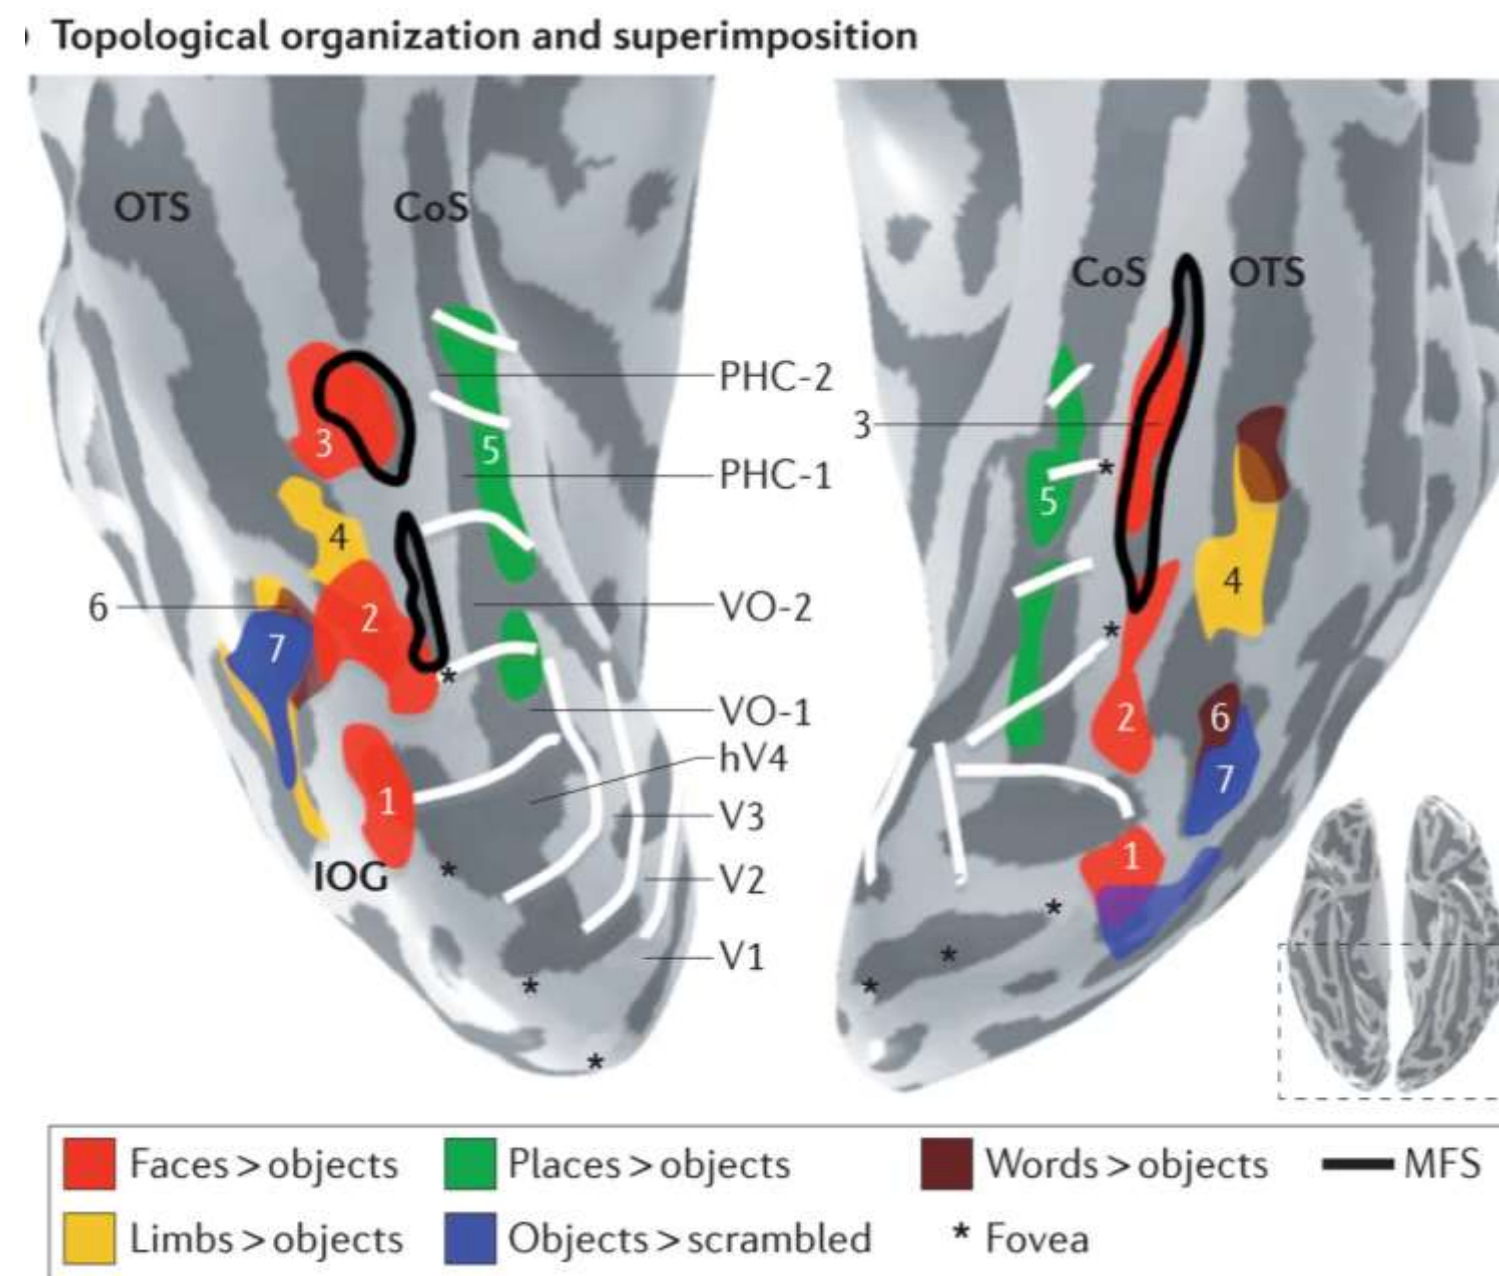 Topological organization and superimposition
OTS
CoS
CoS
OTS
PHC-2
3
3
5
PHC-1
5
4
4
6
2
VO-2
7
VO-1
2
6
hV4
7
1
V3
1
IOG
V2
V1
*
*
*
*
*
*
*
*
*
Faces > objects
Places > objects
Words > objects
MFS
Limbs > objects
Objects > scrambled
* Fovea